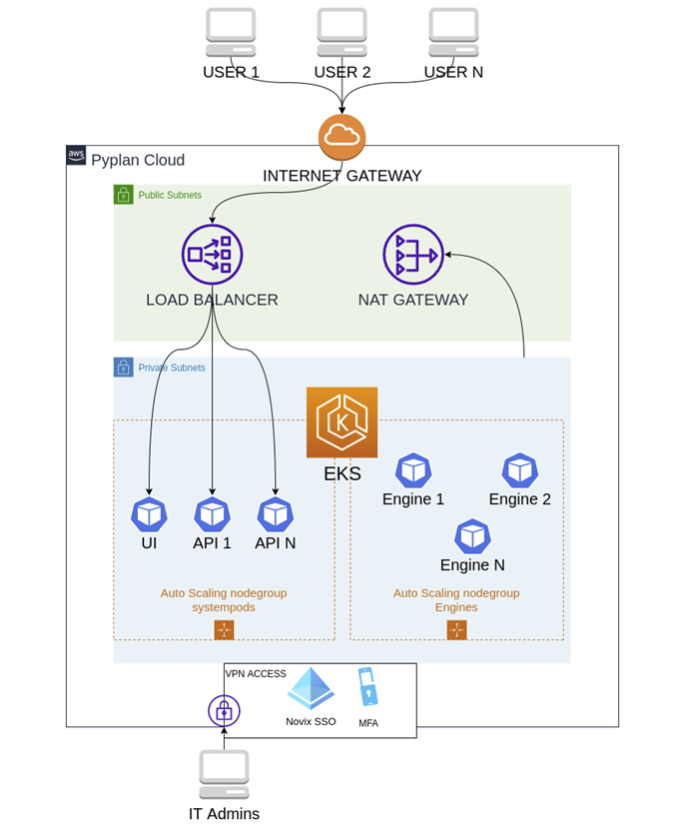 USER 1
USER 2
USER N
aws
Pyplan Cloud
INTERNET GATEWAY
Public Subnets
LOAD BALANCER
NAT GATEWAY
Private Subnets
K
EKS
Engine 1
Engine 2
UI
API 1
API N
Engine N
Auto Scaling nodegroup
systempods
Auto Scaling nodegroup
Engines
VPN ACCESS
Novix SSO
MFA
IT Admins